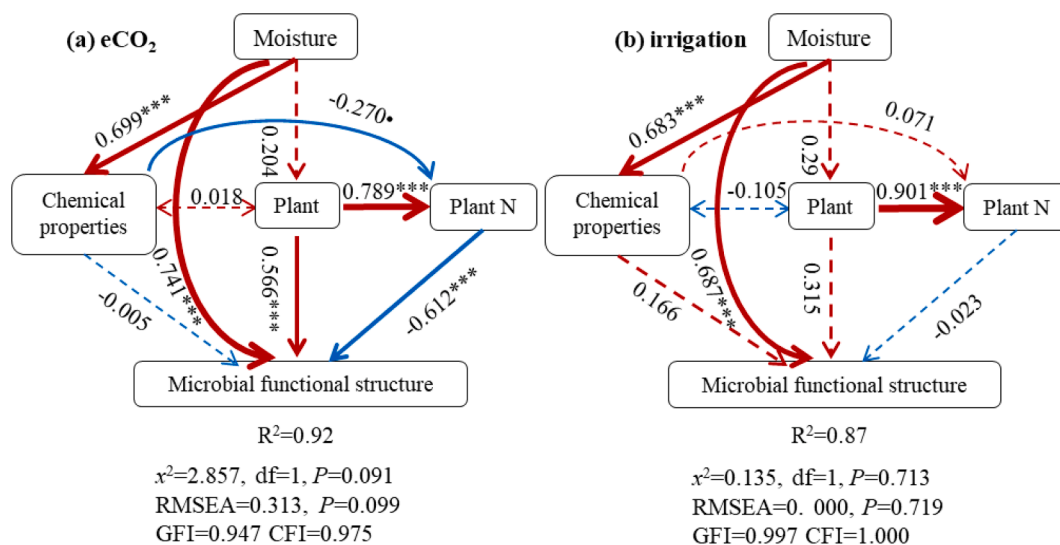 (a) eCO₂
Moisture
0.699***
-0.270•
0.204
Chemical
properties
0.018
Plant
0.789***
Plant N
0.741***
-0.005
0.566***
-0.612***
Microbial functional structure
R²=0.92
x²=2.857, df=1, P=0.091
RMSEA=0.313, P=0.099
GFI=0.947 CFI=0.975
(b) irrigation
Moisture
0.683***
0.071
0.29
Chemical
properties
-0.105
Plant
0.901***
Plant N
0.687***
0.166
0.315
-0.023
Microbial functional structure
R²=0.87
x²=0.135, df=1, P=0.713
RMSEA=0. 000, P=0.719
GFI=0.997 CFI=1.000